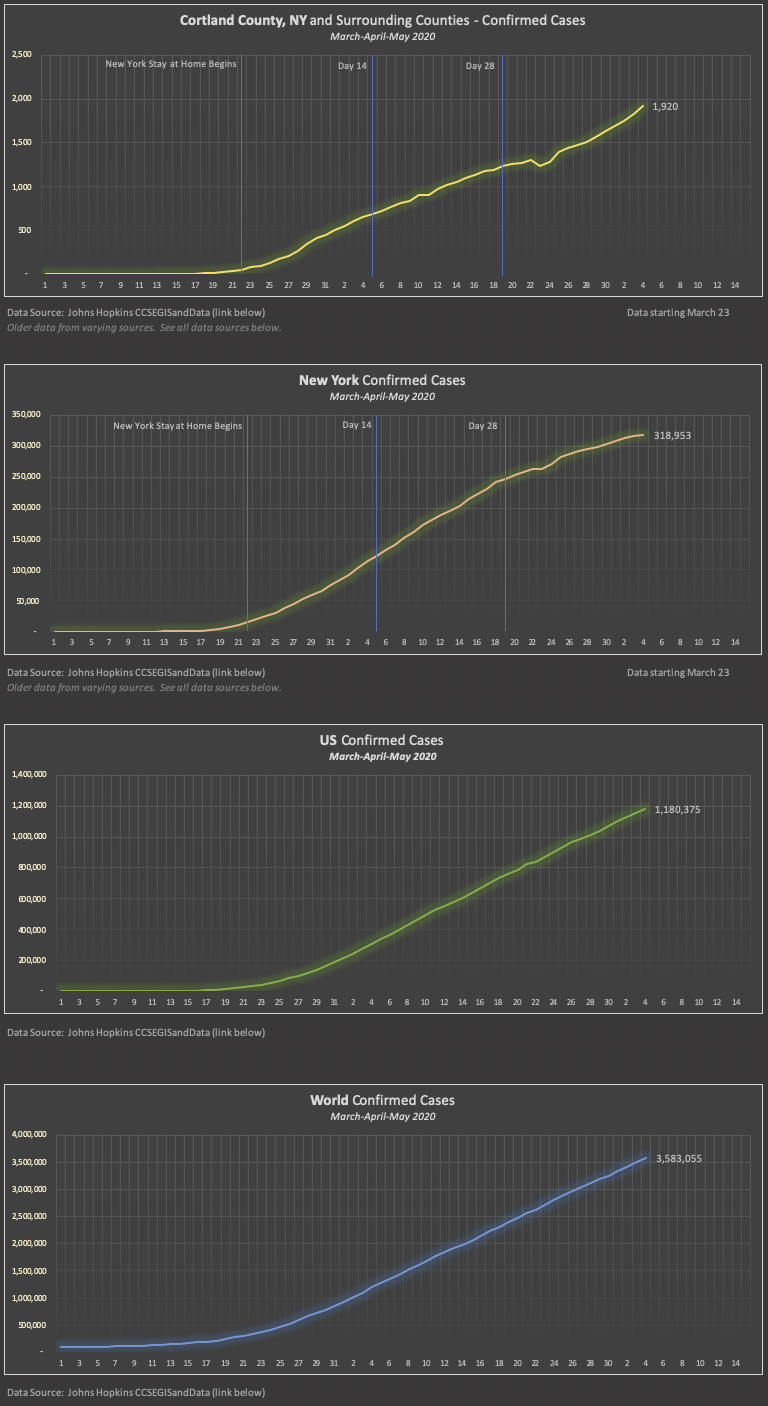 Cortland County, NY and Surrounding Counties - Confirmed Cases
March-April-May 2020
2,500
New York Stay at Home Begins
Day 14
Day 28
2,000
1,920
1,500
1,000
500
-
1 3 5 7 9 11 13 15 17 19 21 23 25 27 29 31 2 4 6 8 10 12 14 16 18 20 22 24 26 28 30 2 4 6 8 10 12 14
Data Source: Johns Hopkins CCSEGISandData (link below) Data starting March 23
Older data from varying sources. See all data sources below.
New York Confirmed Cases
March-April-May 2020
350,000
New York Stay at Home Begins
Day 14
Day 28
318,953
300,000
250,000
200,000
150,000
100,000
50,000
-
1 3 5 7 9 11 13 15 17 19 21 23 25 27 29 31 2 4 6 8 10 12 14 16 18 20 22 24 26 28 30 2 4 6 8 10 12 14
Data Source: Johns Hopkins CCSEGISandData (link below) Data starting March 23
Older data from varying sources. See all data sources below.
US Confirmed Cases
March-April-May 2020
1,400,000
1,200,000
1,180,375
1,000,000
800,000
600,000
400,000
200,000
-
1 3 5 7 9 11 13 15 17 19 21 23 25 27 29 31 2 4 6 8 10 12 14 16 18 20 22 24 26 28 30 2 4 6 8 10 12 14
Data Source: Johns Hopkins CCSEGISandData (link below)
World Confirmed Cases
March-April-May 2020
4,000,000
3,583,055
3,500,000
3,000,000
2,500,000
2,000,000
1,500,000
1,000,000
500,000
-
1 3 5 7 9 11 13 15 17 19 21 23 25 27 29 31 2 4 6 8 10 12 14 16 18 20 22 24 26 28 30 2 4 6 8 10 12 14
Data Source: Johns Hopkins CCSEGISandData (link below)